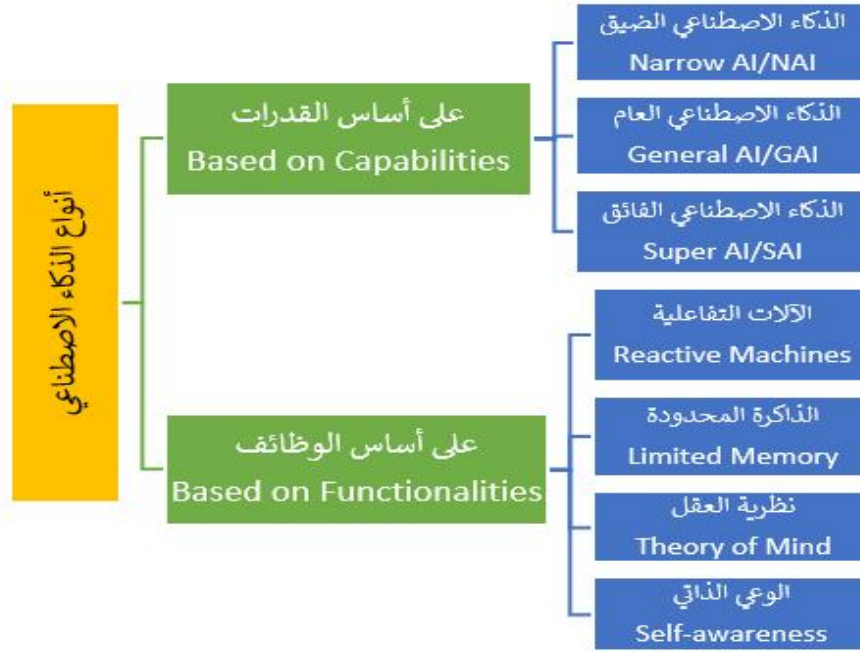 أنواع الذكاء الاصطناعي
على أساس القدرات
Based on Capabilities
الذكاء الاصطناعي الضيق
Narrow AI/NAI
الذكاء الاصطناعي العام
General AI/GAI
الذكاء الاصطناعي الفائق
Super AI/SAI
على أساس الوظائف
Based on Functionalities
الآلات التفاعلية
Reactive Machines
الذاكرة المحدودة
Limited Memory
نظرية العقل
Theory of Mind
الوعي الذاتي
Self-awareness